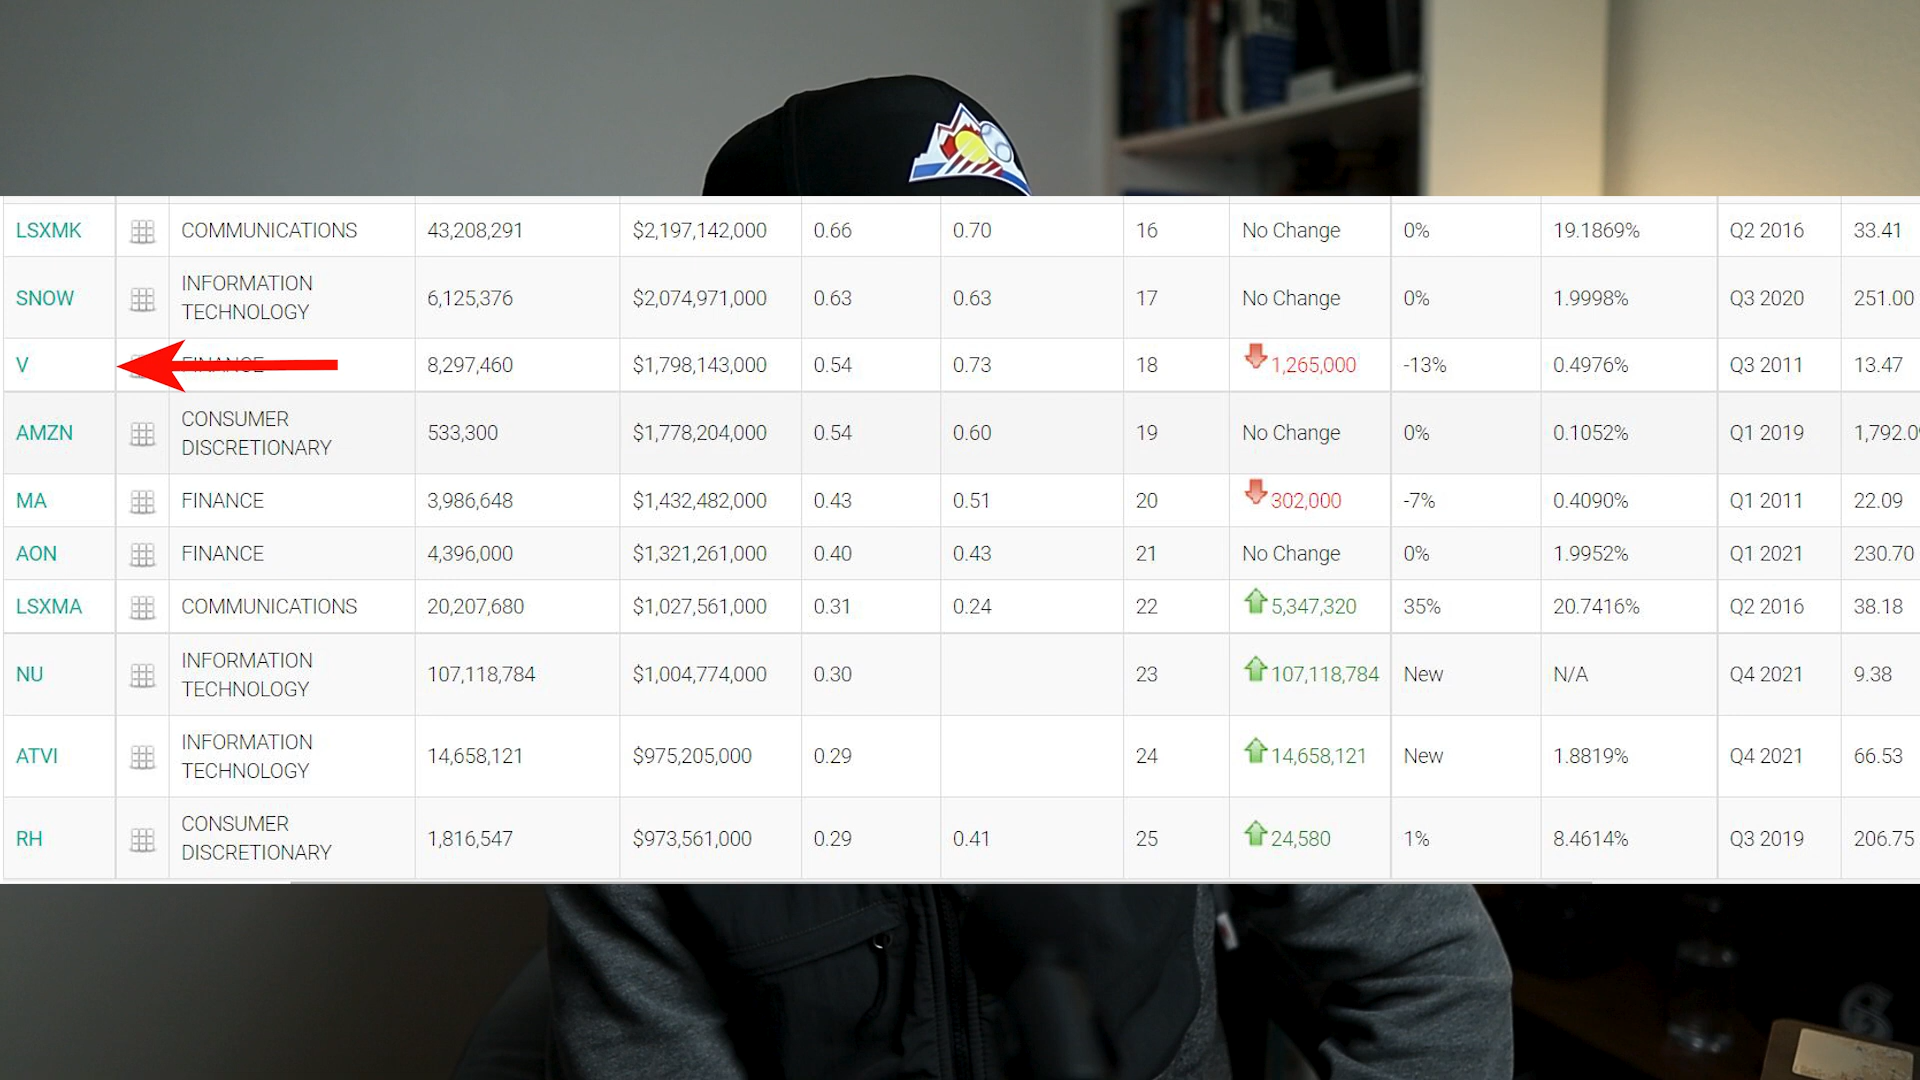 LSXMK COMMUNICATIONS 43,208,291 $2,197,142,000 0.66 0.70 16 No Change 0% 19.1869% Q2 2016 33.41
SNOW INFORMATION TECHNOLOGY 6,125,376 $2,074,971,000 0.63 0.63 17 No Change 0% 1.9998% Q3 2020 251.00
V FINANCE 8,297,460 $1,798,143,000 0.54 0.73 18 1,265,000 -13% 0.4976% Q3 2011 13.47
AMZN CONSUMER DISCRETIONARY 533,300 $1,778,204,000 0.54 0.60 19 No Change 0% 0.1052% Q1 2019
MA FINANCE 3,986,648 $1,432,482,000 0.43 0.51 20 302,000 -7% 0.4090% Q1 2011 22.09
AON FINANCE 4,396,000 $1,321,261,000 0.40 0.43 21 No Change 0% 1.9952% Q1 2021 230.70
LSXMA COMMUNICATIONS 20,207,680 $1,027,561,000 0.31 0.24 22 5,347,320 35% 20.7416% Q2 2016 38.18
NU INFORMATION TECHNOLOGY 107,118,784 $1,004,774,000 0.30 23 107,118,784 New N/A Q4 2021 9.38
ATVI INFORMATION TECHNOLOGY 14,658,121 $975,205,000 0.29 24 14,658,121 New 1.8819% Q4 2021 66.53
RH CONSUMER DISCRETIONARY 1,816,547 $973,561,000 0.29 0.41 25 24,580 1% 8.4614% Q3 2019 206.75